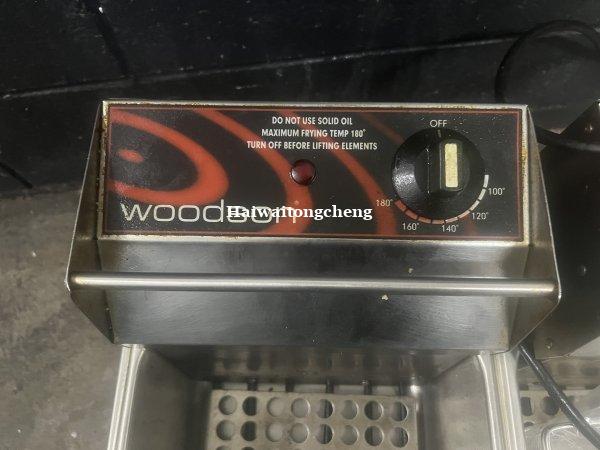 DO NOT USE SOLID OIL
MAXIMUM FRYING TEMP 180°
TURN OFF BEFORE LIFTING ELEMENTS
OFF
100°
120°
140°
160°
180°
woodson
Haiwaitongcheng